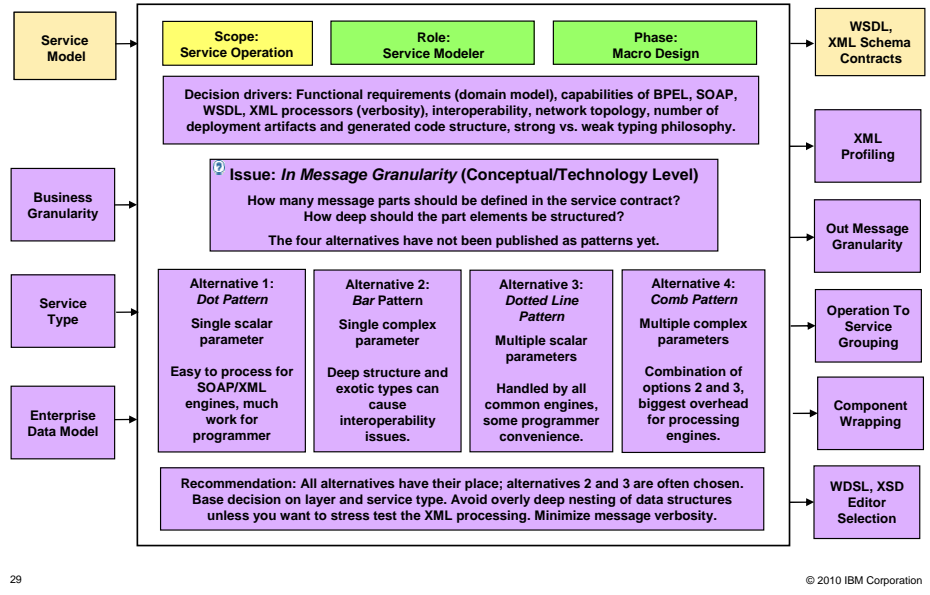 Service
Model
Business
Granularity
Service
Type
Enterprise
Data Model
Scope:
Service Operation
Role:
Service Modeler
Phase:
Macro Design
Decision drivers: Functional requirements (domain model), capabilities of BPEL, SOAP,
WSDL, XML processors (verbosity), interoperability, network topology, number of
deployment artifacts and generated code structure, strong vs. weak typing philosophy.
? Issue: In Message Granularity (Conceptual/Technology Level)
How many message parts should be defined in the service contract?
How deep should the part elements be structured?
The four alternatives have not been published as patterns yet.
Alternative 1:
Dot Pattern
Single scalar
parameter
Easy to process for
SOAP/XML
engines, much
work for
programmer
Alternative 2:
Bar Pattern
Single complex
parameter
Deep structure and
exotic types can
cause
interoperability
issues.
Alternative 3:
Dotted Line
Pattern
Multiple scalar
parameters
Handled by all
common engines,
some programmer
convenience.
Alternative 4:
Comb Pattern
Multiple complex
parameters
Combination of
options 2 and 3,
biggest overhead
for processing
engines.
Recommendation: All alternatives have their place; alternatives 2 and 3 are often chosen.
Base decision on layer and service type. Avoid overly deep nesting of data structures
unless you want to stress test the XML processing. Minimize message verbosity.
WSDL,
XML Schema
Contracts
XML
Profiling
Out Message
Granularity
Operation To
Service
Grouping
Component
Wrapping
WDSL, XSD
Editor
Selection
29
© 2010 IBM Corporation